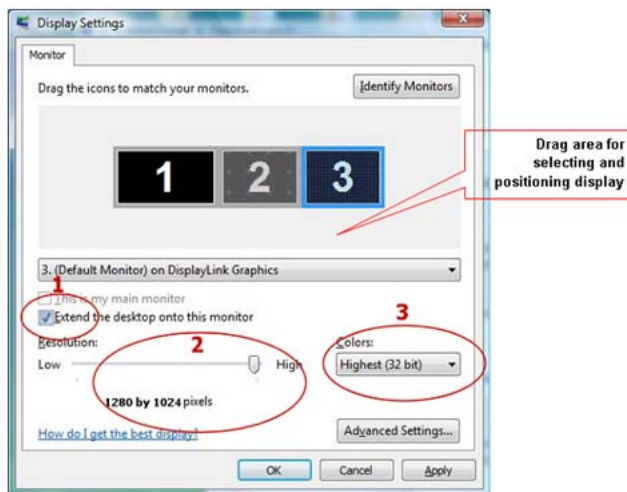 Display Settings
Monitor
Drag the icons to match your monitors.
Identify Monitors
1 2 3
Drag area for
selecting and
positioning display
3. (Default Monitor) on DisplayLink Graphics
1
This is my main monitor
Extend the desktop onto this monitor
Resolution:
2
Low
High
1280 by 1024 pixels
3
Colors:
Highest (32 bit)
How do I get the best display?
Advanced Settings...
OK
Cancel
Apply